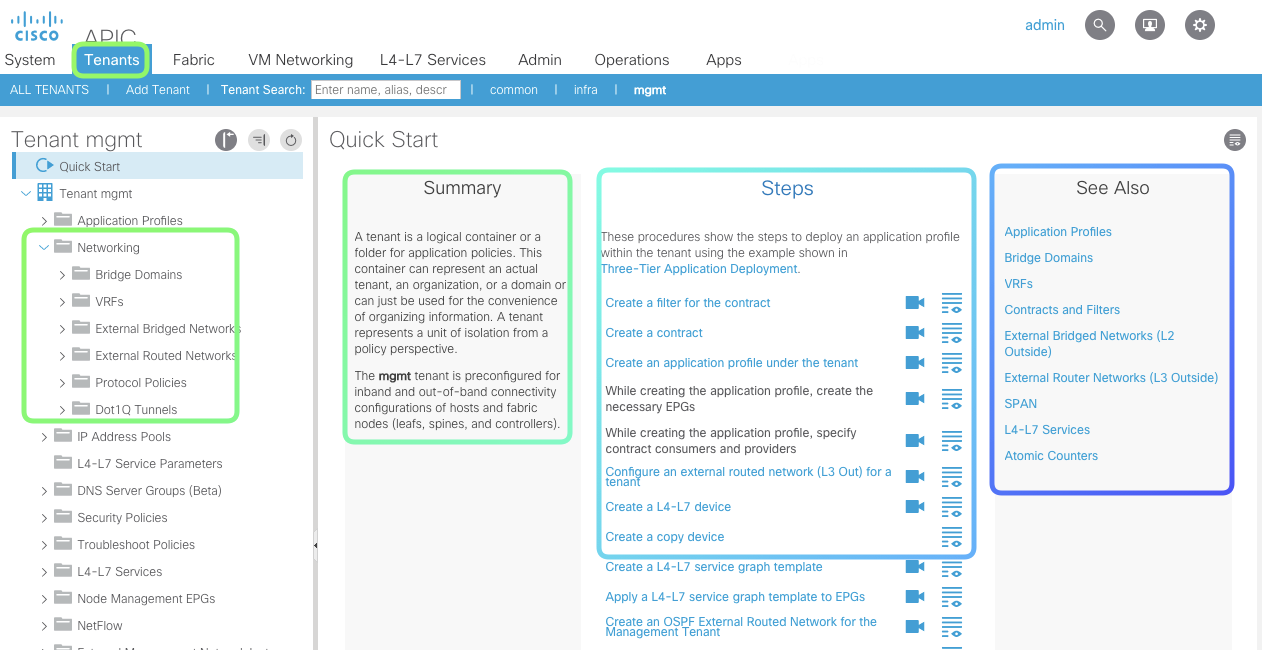 CISCO
APIC
admin
System
Tenants
Fabric
VM Networking
L4-L7 Services
Admin
Operations
Apps
ALL TENANTS | Add Tenant | Tenant Search: Enter name, alias, descr | common | infra | mgmt
Tenant mgmt
Quick Start
Tenant mgmt
Application Profiles
Networking
Bridge Domains
VRFs
External Bridged Networks
External Routed Networks
Protocol Policies
Dot1Q Tunnels
IP Address Pools
L4-L7 Service Parameters
DNS Server Groups (Beta)
Security Policies
Troubleshoot Policies
L4-L7 Services
Node Management EPGs
NetFlow
Quick Start
Summary
A tenant is a logical container or a
folder for application policies. This
container can represent an actual
tenant, an organization, or a domain or
can just be used for the convenience
of organizing information. A tenant
represents a unit of isolation from a
policy perspective.
The mgmt tenant is preconfigured for
inband and out-of-band connectivity
configurations of hosts and fabric
nodes (leafs, spines, and controllers).
Steps
These procedures show the steps to deploy an application profile
within the tenant using the example shown in
Three-Tier Application Deployment.
Create a filter for the contract
Create a contract
Create an application profile under the tenant
While creating the application profile, create the
necessary EPGs
While creating the application profile, specify
contract consumers and providers
Configure an external routed network (L3 Out) for a
tenant
Create a L4-L7 device
Create a copy device
Create a L4-L7 service graph template
Apply a L4-L7 service graph template to EPGs
Create an OSPF External Routed Network for the
Management Tenant
See Also
Application Profiles
Bridge Domains
VRFs
Contracts and Filters
External Bridged Networks (L2
Outside)
External Router Networks (L3 Outside)
SPAN
L4-L7 Services
Atomic Counters